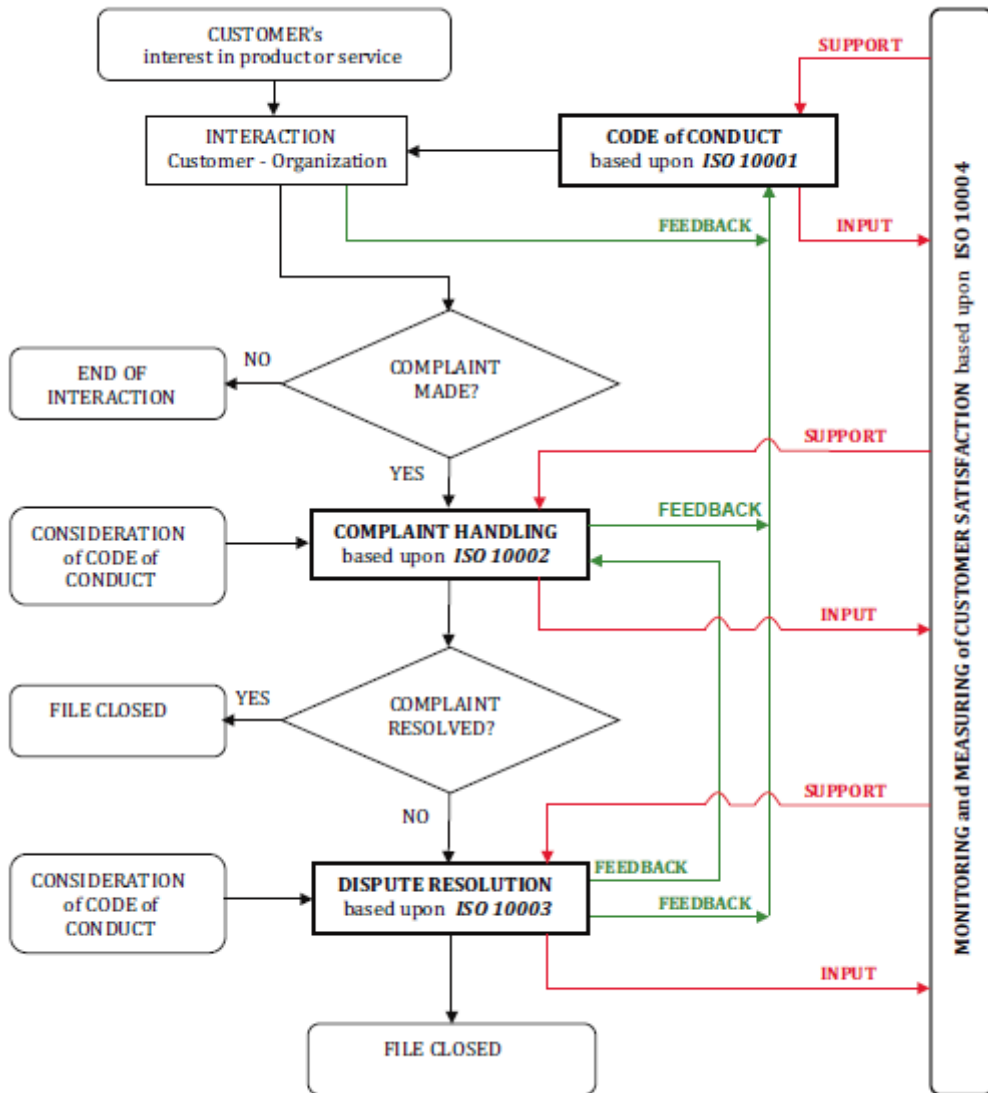 CUSTOMER's
interest in product or service
SUPPORT
INTERACTION
Customer - Organization
CODE of CONDUCT
based upon ISO 10001
FEEDBACK
INPUT
NO
COMPLAINT
MADE?
END OF
INTERACTION
YES
SUPPORT
CONSIDERATION
of CODE of
CONDUCT
COMPLAINT HANDLING
based upon ISO 10002
FEEDBACK
INPUT
YES
COMPLAINT
RESOLVED?
FILE CLOSED
NO
SUPPORT
CONSIDERATION
of CODE of
CONDUCT
DISPUTE RESOLUTION
based upon ISO 10003
FEEDBACK
FEEDBACK
INPUT
FILE CLOSED
MONITORING and MEASURING of CUSTOMER SATISFACTION based upon ISO 10004